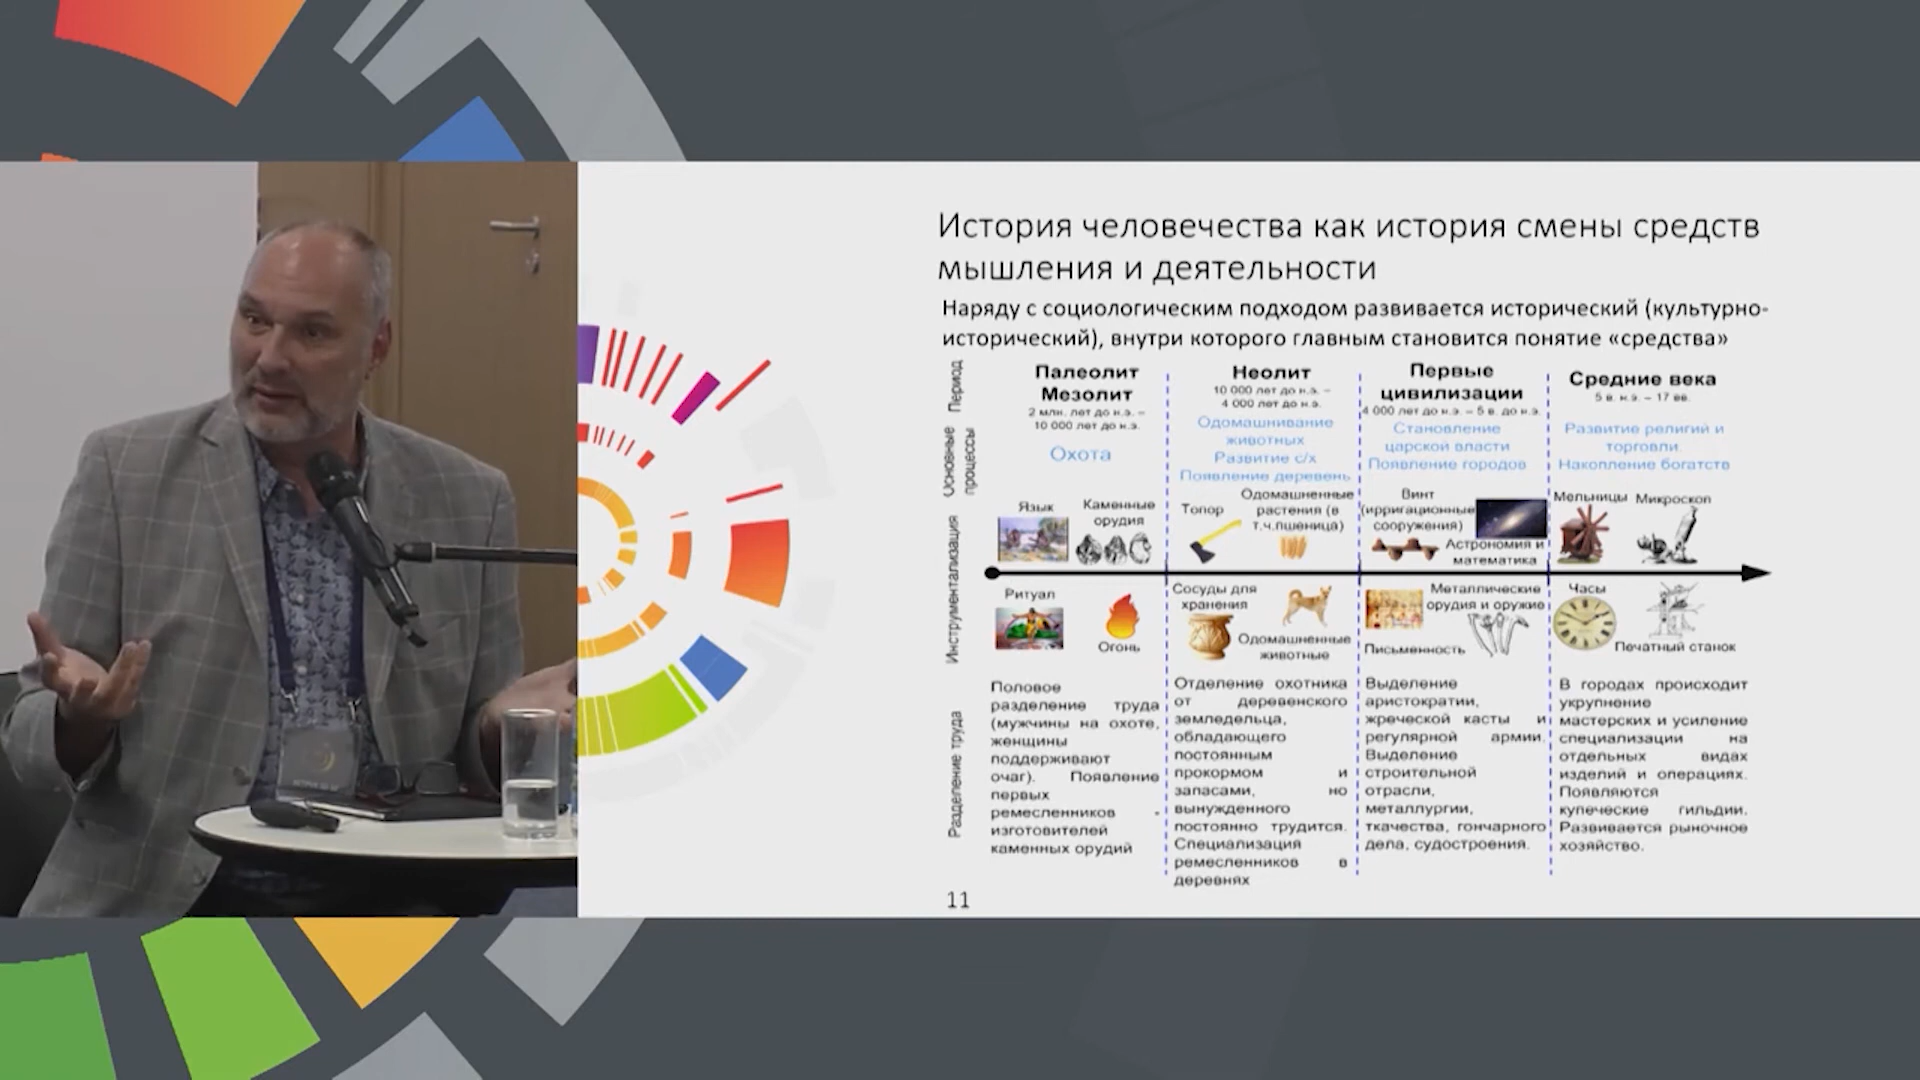 История человечества как история смены средств
мышления и деятельности
Наряду с социологическим подходом развивается исторический (культурно-
исторический), внутри которого главным становится понятие «средства»
Период
Палеолит
Мезолит
2 млн. лет до н.э. –
10 000 лет до н.э.
Неолит
10 000 лет до н.э. –
4 000 лет до н.э.
Первые
цивилизации
4 000 лет до н.э. – 5 в. до н.э.
Средние века
5 в. н.э. – 17 вв.
Основные
процессы
Охота
Одомашнивание
животных
Развитие с/х
Появление деревень
Становление
царской власти
Появление городов
Развитие религий и
торговли.
Накопление богатств
Инструментализация
Язык
Каменные
орудия
Топор
Одомашненные
растения (в
т.ч.пшеница)
Винт
(ирригационные
сооружения)
Астрономия и
математика
Мельницы
Микроскоп
Ритуал
Огонь
Сосуды для
хранения
Одомашненные
животные
Металлические
орудия и оружие
Письменность
Часы
Печатный станок
Разделение труда
Половое
разделение труда
(мужчины на охоте,
женщины
поддерживают
очаг). Появление
первых
ремесленников -
изготовителей
каменных орудий
Отделение охотника
от деревенского
земледельца,
обладающего
постоянным
прокормом и
запасами, но
вынужденного
постоянно трудится.
Специализация
ремесленников в
деревнях
Выделение
аристократии,
жреческой касты и
регулярной армии.
Выделение
строительной
отрасли,
металлургии,
ткачества, гончарного
дела, судостроения.
В городах происходит
укрупнение
мастерских и усиление
специализации на
отдельных видах
изделий и операциях.
Появляются
купеческие гильдии.
Развивается рыночное
хозяйство.
11